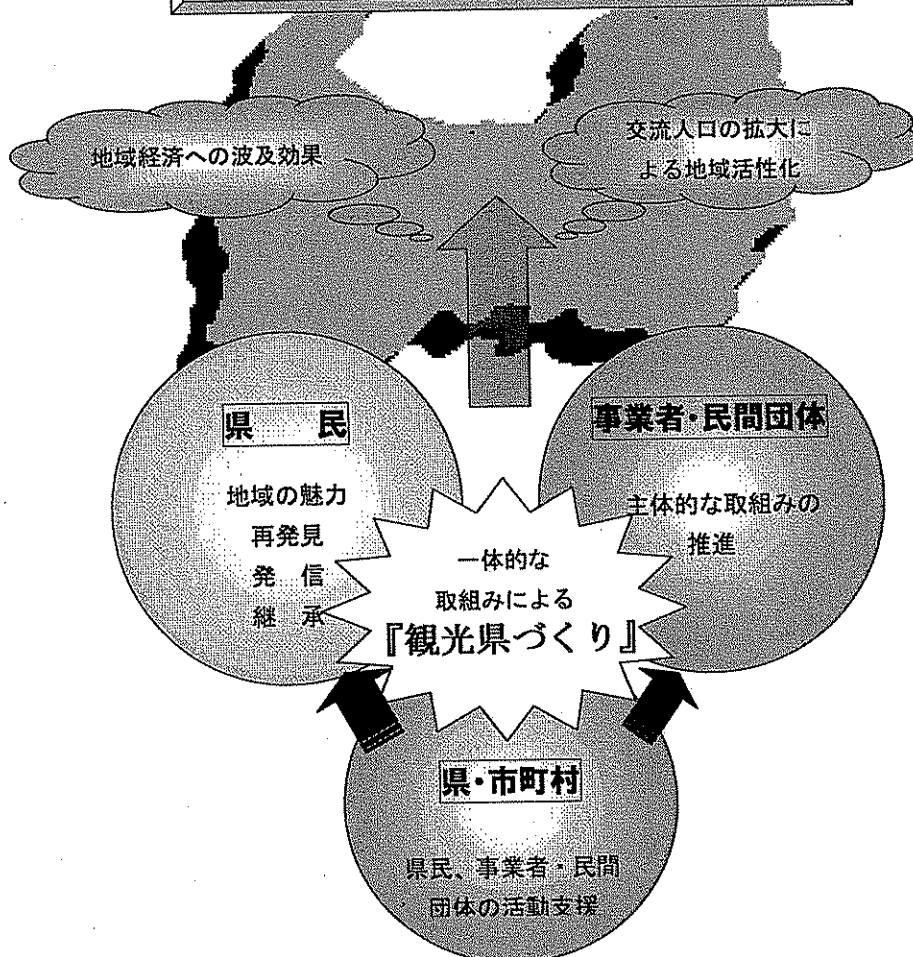 地域経済への波及効果
交流人口の拡大に
よる地域活性化
県　民
地域の魅力
再発見
発　信
継　承
事業者・民間団体
主体的な取組みの
推進
一体的な
取組みによる
『観光県づくり』
県・市町村
県民、事業者・民間
団体の活動支援